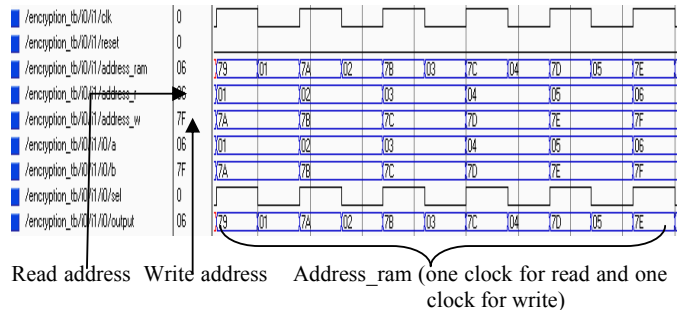 /encryption_tb/i0/i1/clk 0
/encryption_tb/i0/i1/reset 0
/encryption_tb/i0/i1/address_ram 06 79 01 7A 02 7B 03 7C 04 7D 05 7E
/encryption_tb/i0/i1/address_r 06 01 02 03 04 05 06
/encryption_tb/i0/i1/address_w 7F 7A 7B 7C 7D 7E 7F
/encryption_tb/i0/i1/i0/a 06 01 02 03 04 05 06
/encryption_tb/i0/i1/i0/b 7F 7A 7B 7C 7D 7E 7F
/encryption_tb/i0/i1/i0/sel 0
/encryption_tb/i0/i1/i0/output 06 79 01 7A 02 7B 03 7C 04 7D 05 7E
Read address Write address Address_ram (one clock for read and one
clock for write)